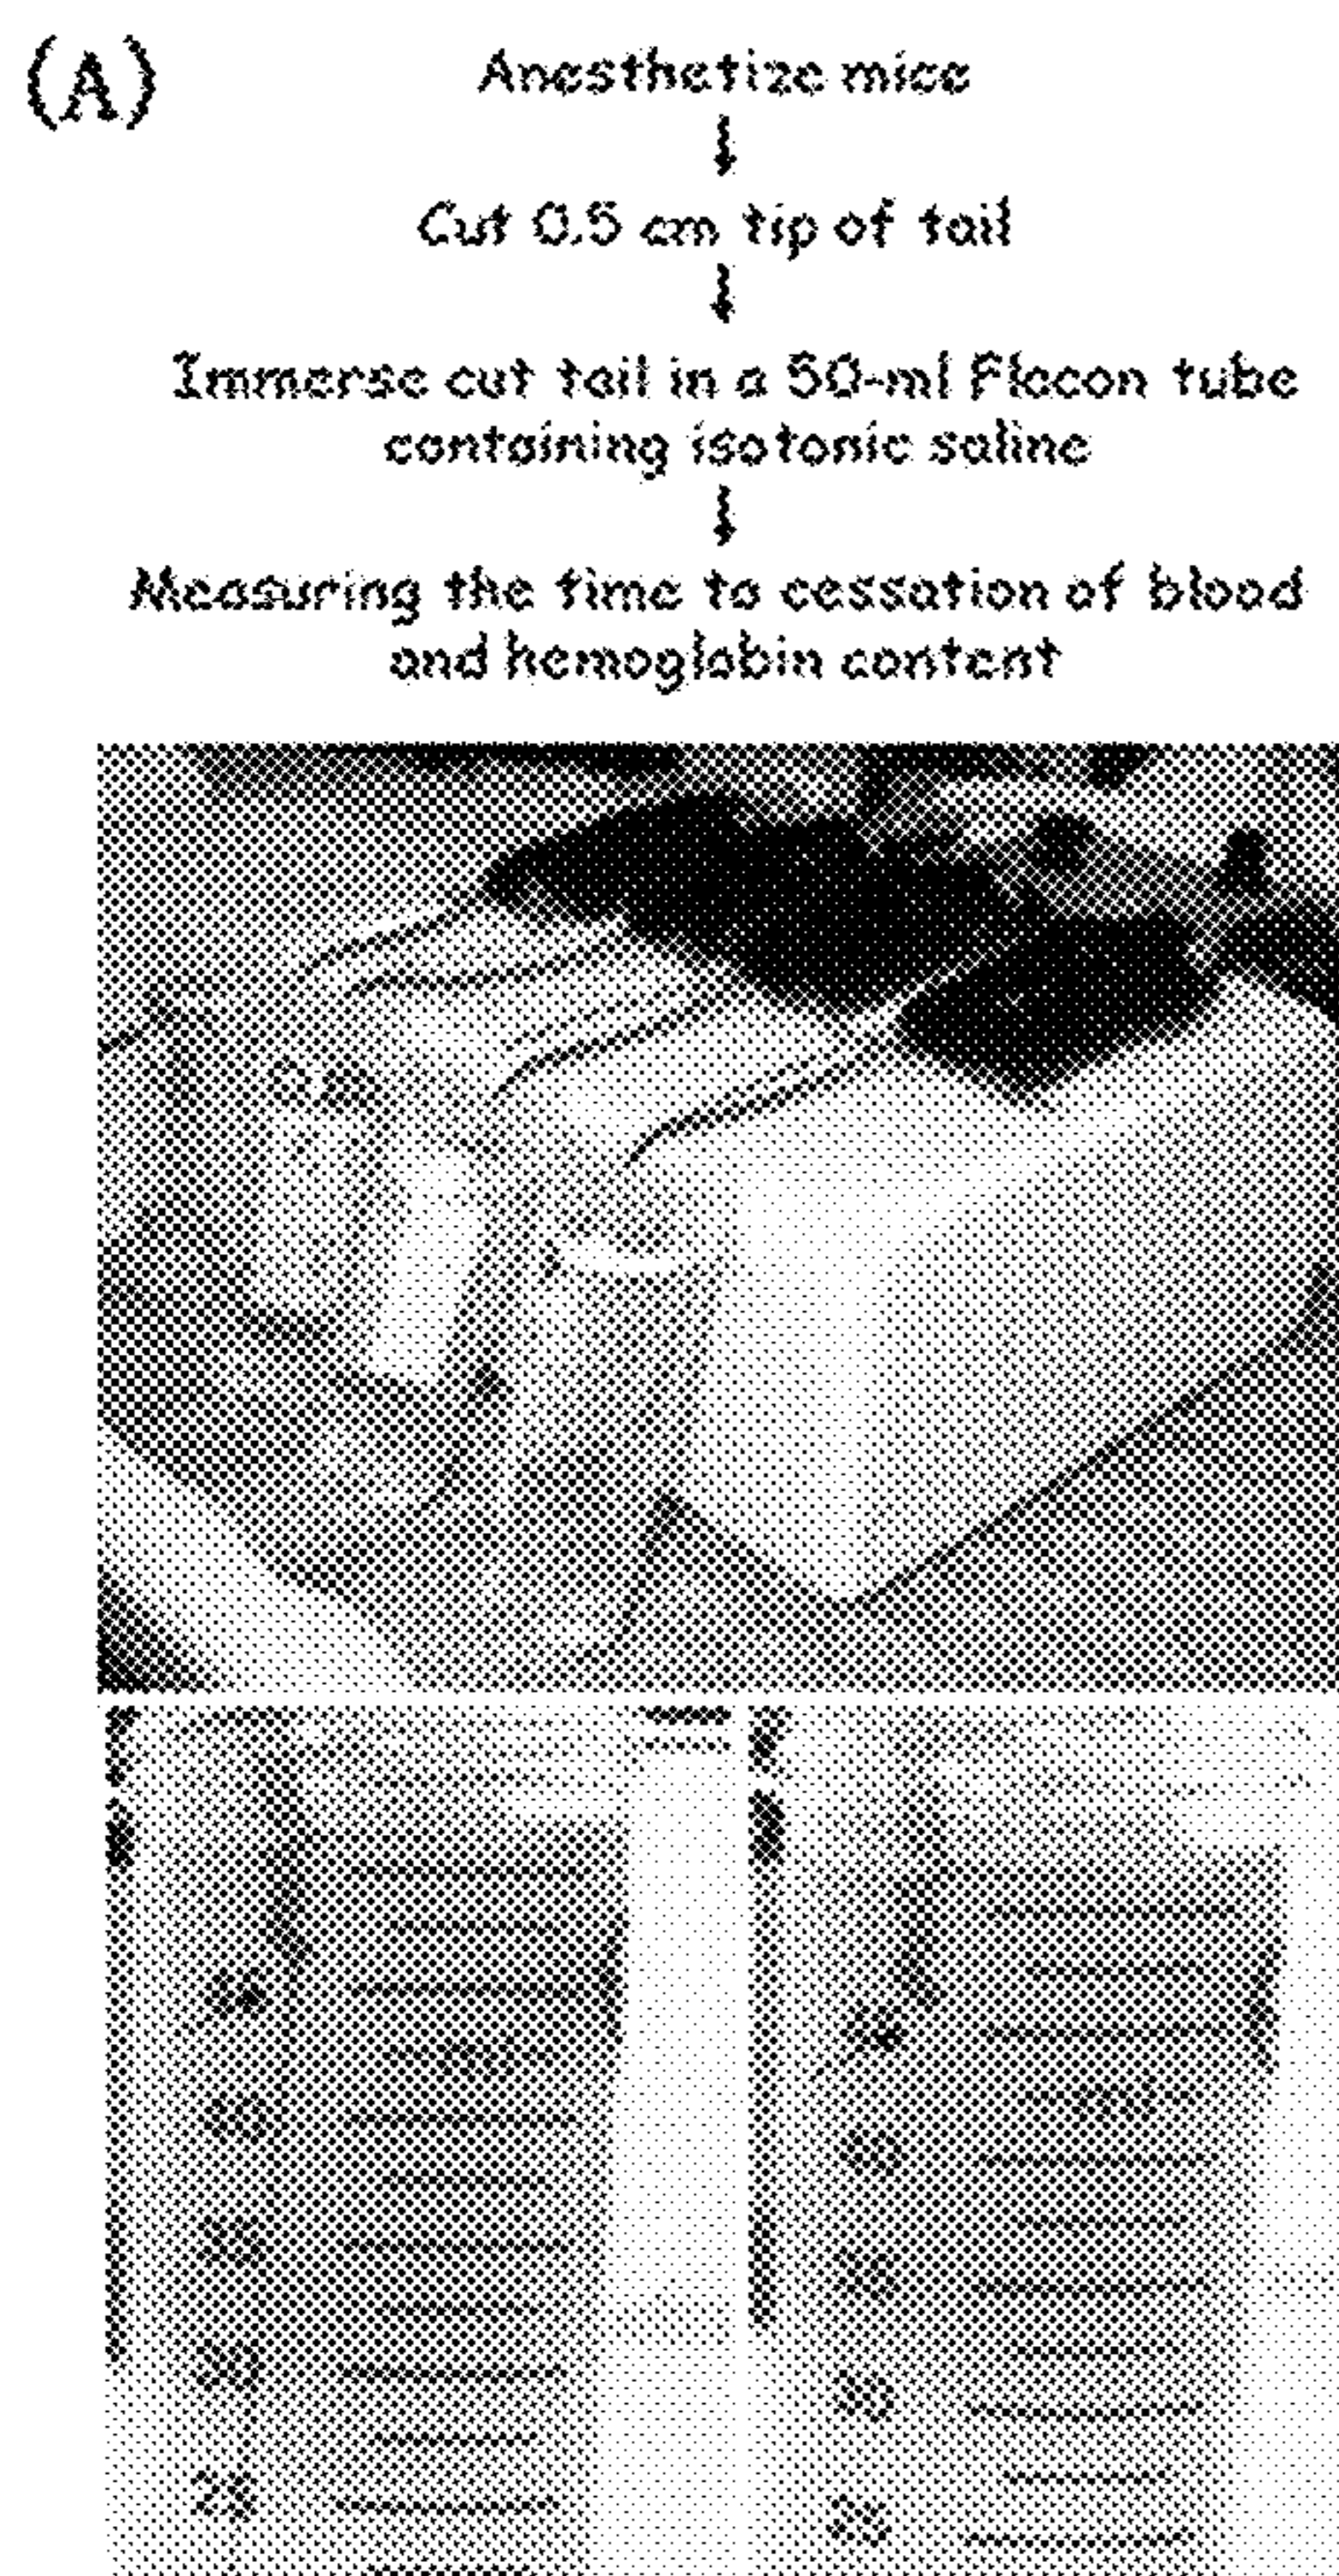 (A)
Anesthetize mice
Cut 0.5 cm tip of tail
Immerse cut tail in a 50-ml Flacon tube
containing isotonic saline
Measuring the time to cessation of blood
and hemoglobin content